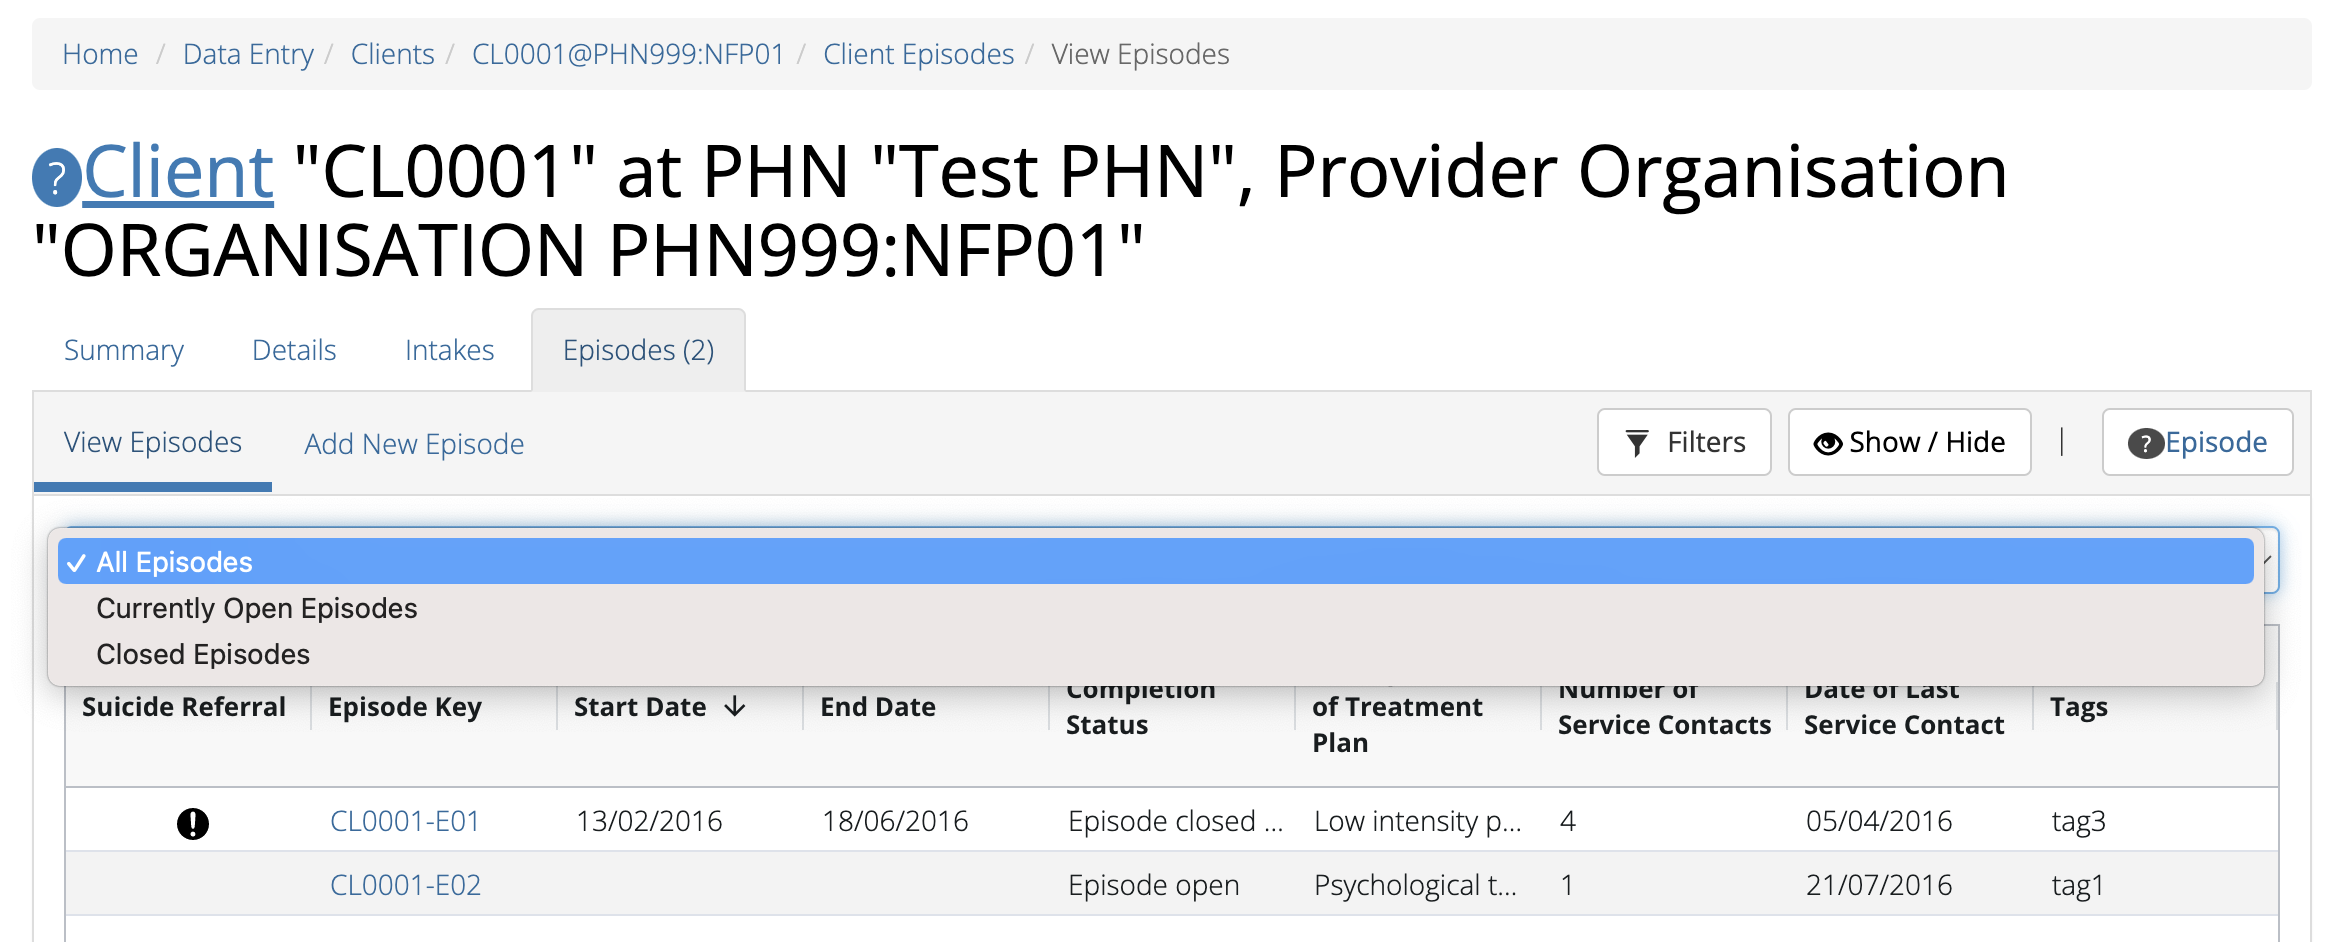 Home / Data Entry / Clients / CL0001@PHN999:NFP01 / Client Episodes / View Episodes
? Client "CL0001" at PHN "Test PHN", Provider Organisation
"ORGANISATION PHN999:NFP01"
Summary Details Intakes Episodes (2)
View Episodes Add New Episode Filters Show / Hide | ? Episode
✓ All Episodes
Currently Open Episodes
Closed Episodes
Suicide Referral Episode Key Start Date ↓ End Date Completion Status of Treatment Plan Number of Service Contacts Date of Last Service Contact Tags
CL0001-E01 13/02/2016 18/06/2016 Episode closed ... Low intensity p... 4 05/04/2016 tag3
CL0001-E02 Episode open Psychological t... 1 21/07/2016 tag1